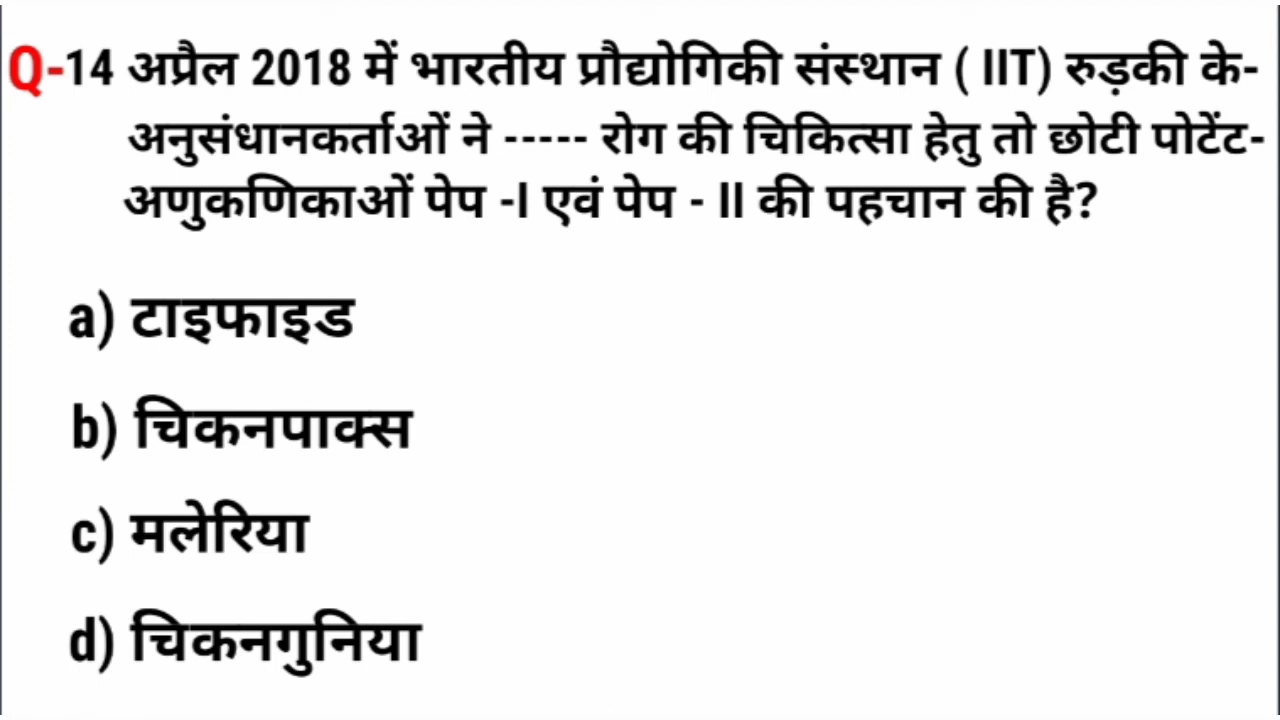 Q-14 अप्रैल 2018 में भारतीय प्रौद्योगिकी संस्थान ( IIT) रुड़की के-
अनुसंधानकर्ताओं ने ----- रोग की चिकित्सा हेतु तो छोटी पोटेंट-
अणुकणिकाओं पेप -I एवं पेप - II की पहचान की है?
a) टाइफाइड
b) चिकनपाक्स
c) मलेरिया
d) चिकनगुनिया